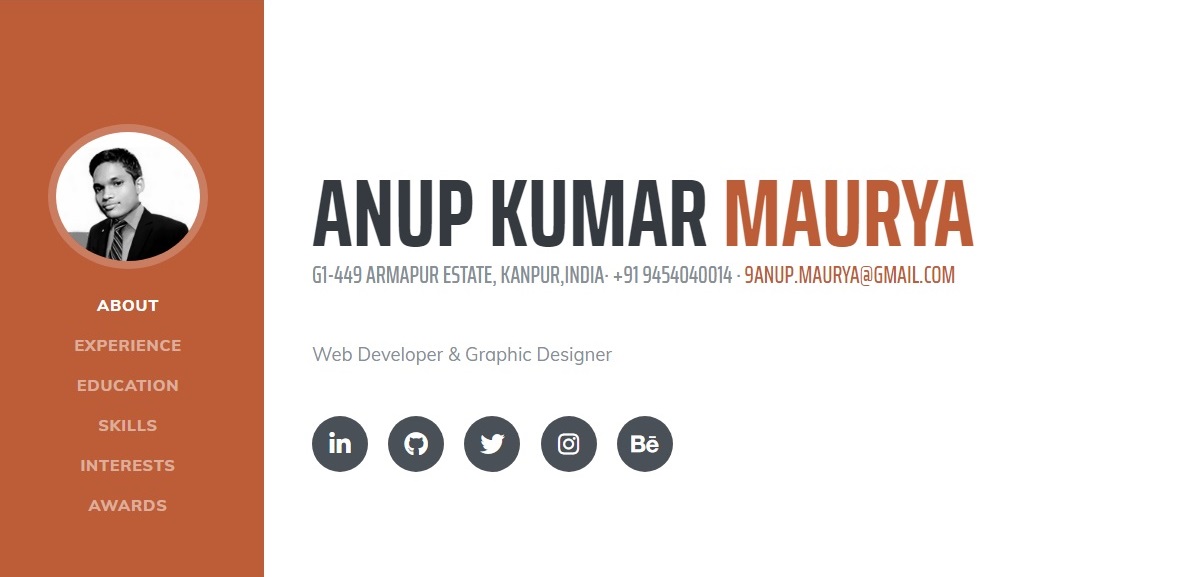 ABOUT
EXPERIENCE
EDUCATION
SKILLS
INTERESTS
AWARDS
ANUP KUMAR MAURYA
G1-449 ARMAPUR ESTATE, KANPUR,INDIA· +91 9454040014 · 9ANUP.MAURYA@GMAIL.COM
Web Developer & Graphic Designer
in
Bē